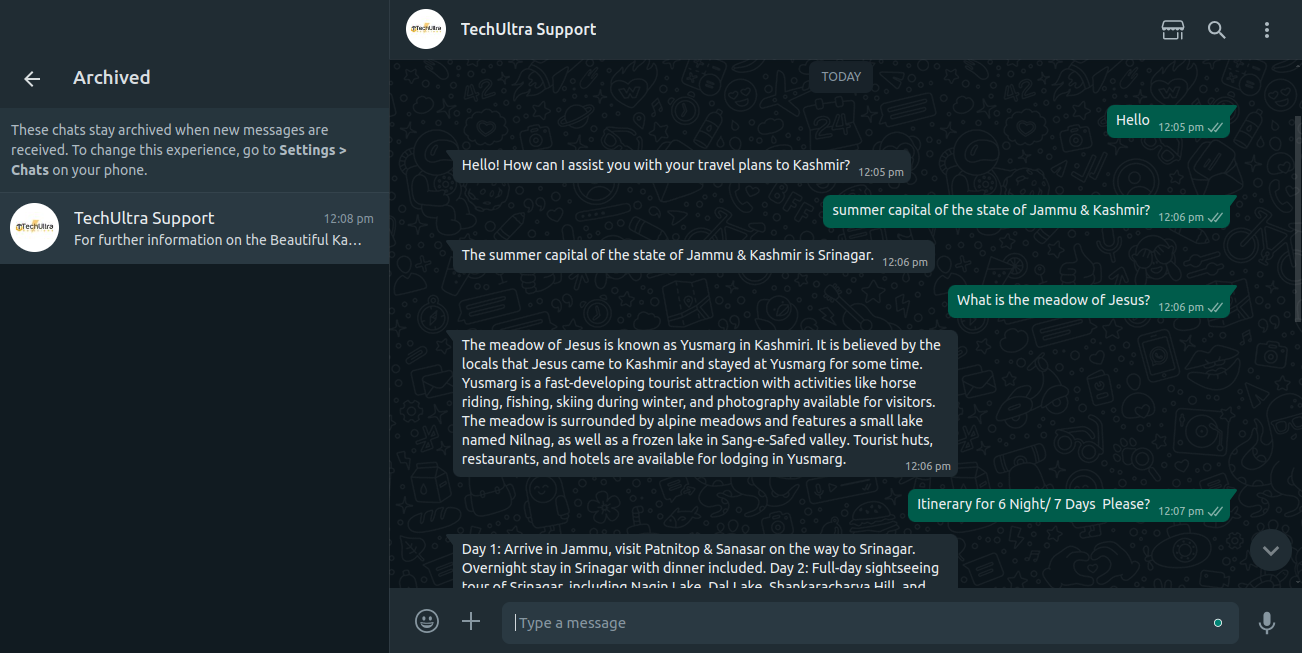 TechUltra
TechUltra Support
Archived
These chats stay archived when new messages are
received. To change this experience, go to Settings >
Chats on your phone.
TechUltra
TechUltra Support
12:08 pm
For further information on the Beautiful Ka...
TODAY
Hello 12:05 pm
Hello! How can I assist you with your travel plans to Kashmir? 12:05 pm
summer capital of the state of Jammu & Kashmir? 12:06 pm
The summer capital of the state of Jammu & Kashmir is Srinagar. 12:06 pm
What is the meadow of Jesus? 12:06 pm
The meadow of Jesus is known as Yusmarg in Kashmiri. It is believed by the
locals that Jesus came to Kashmir and stayed at Yusmarg for some time.
Yusmarg is a fast-developing tourist attraction with activities like horse
riding, fishing, skiing during winter, and photography available for visitors.
The meadow is surrounded by alpine meadows and features a small lake
named Nilnag, as well as a frozen lake in Sang-e-Safed valley. Tourist huts,
restaurants, and hotels are available for lodging in Yusmarg. 12:06 pm
Itinerary for 6 Night/ 7 Days  Please? 12:07 pm
Day 1: Arrive in Jammu, visit Patnitop & Sanasar on the way to Srinagar.
Overnight stay in Srinagar with dinner included. Day 2: Full-day sightseeing
tour of Srinagar, including Nagin Lake, Dal Lake, Shankaracharya Hill, and
Type a message